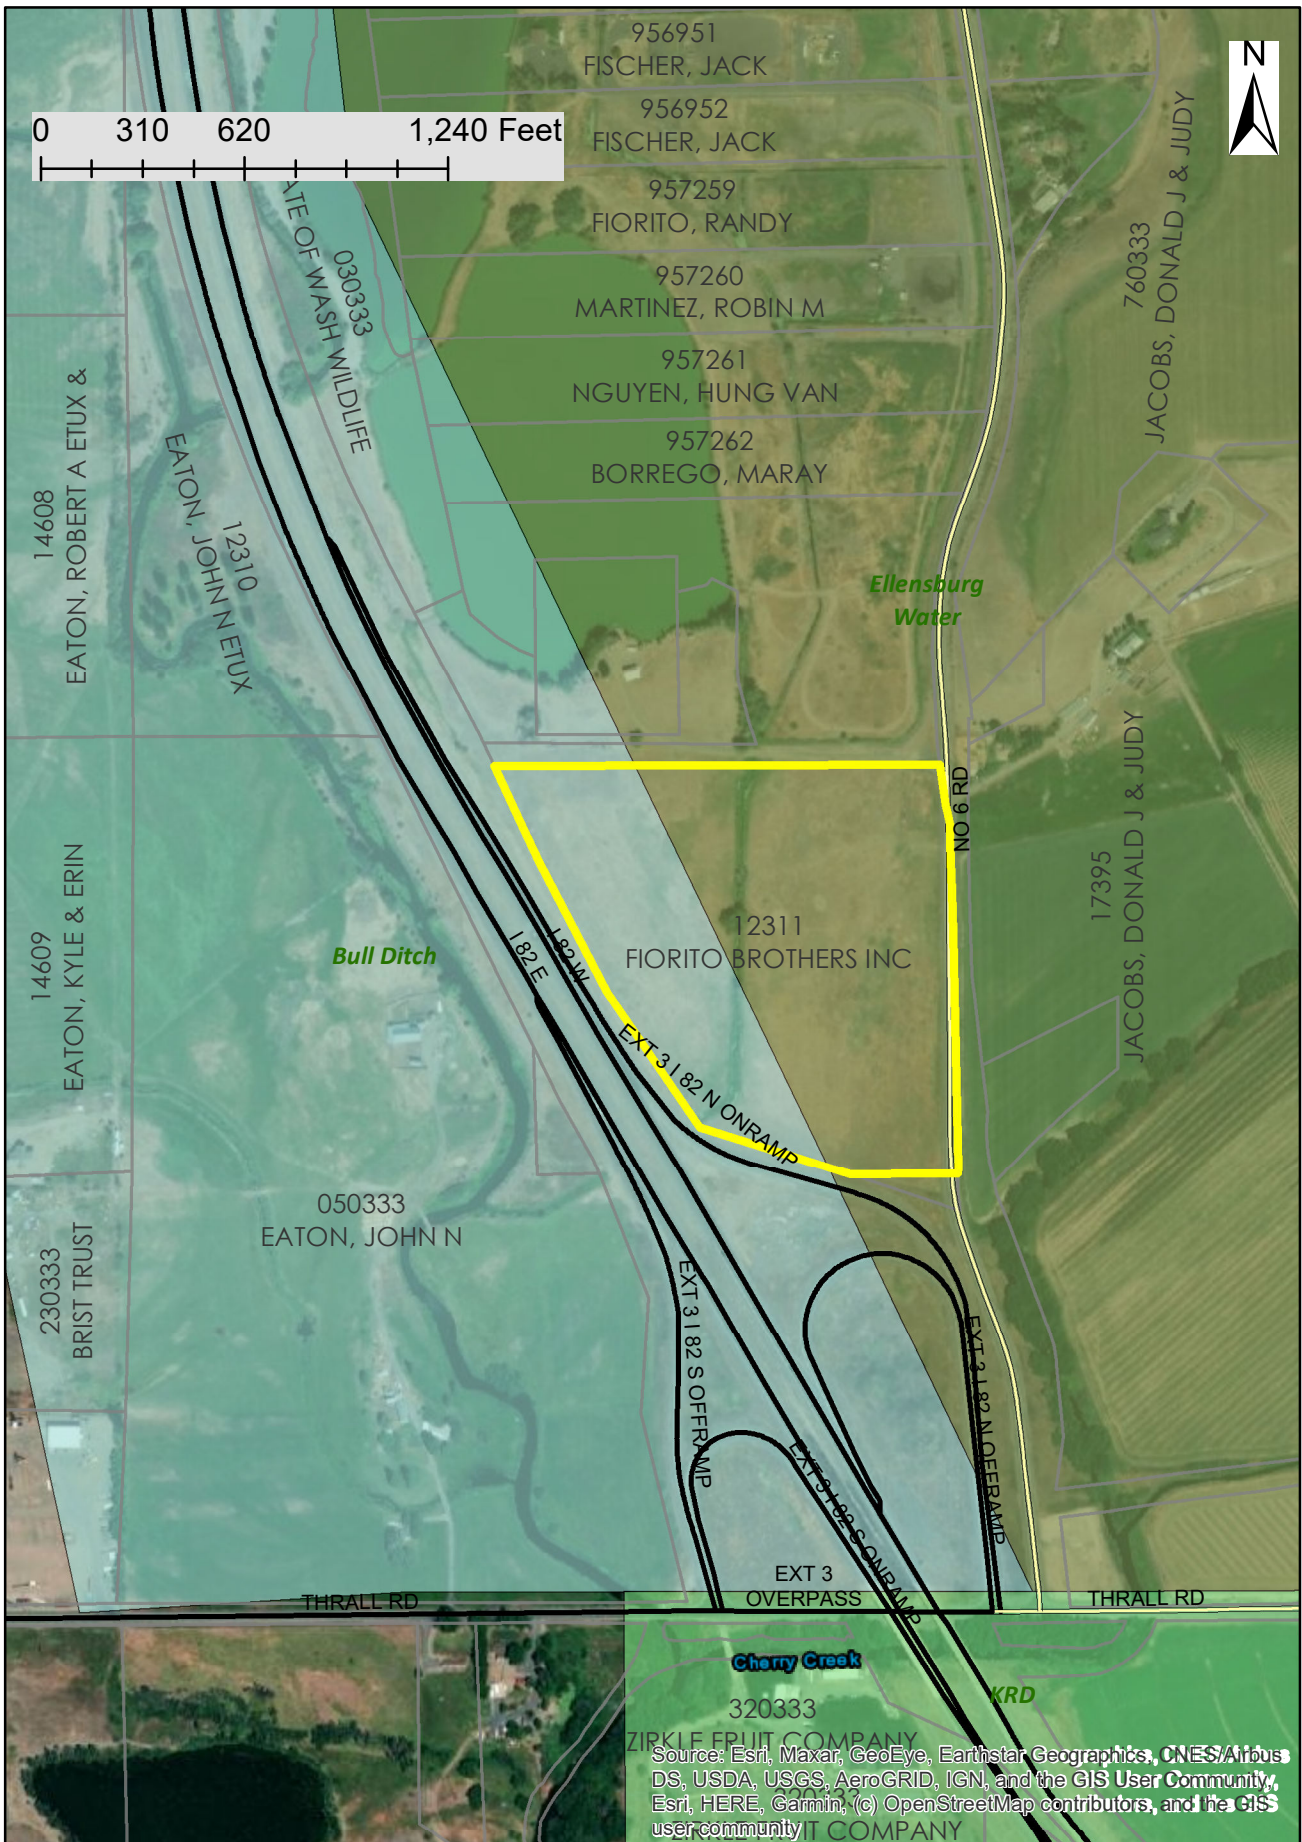 956951
FISCHER, JACK
N
0 310 620 1,240 Feet
956952
FISCHER, JACK
957259
FIORITO, RANDY
030333
ATE OF WASH WILDLIFE
760333
JACOBS, DONALD J & JUDY
957260
MARTINEZ, ROBIN M
957261
NGUYEN, HUNG VAN
957262
BORREGO, MARAY
14608
EATON, ROBERT A ETUX &
12310
EATON, JOHN N ETUX
Ellensburg
Water
NO 6 RD
17395
JACOBS, DONALD J & JUDY
14609
EATON, KYLE & ERIN
Bull Ditch
I 82 E
I 82 W
12311
FIORITO BROTHERS INC
EXT 3 I 82 N ONRAMP
050333
EATON, JOHN N
230333
BRIST TRUST
EXT 3 I 82 S OFFRAMP
EXT 3 I 82 N OFFRAMP
EXT 3 I 82 S ONRAMP
EXT 3
OVERPASS
THRALL RD
THRALL RD
Cherry Creek
KRD
320333
ZIRKLE FRUIT COMPANY
Source: Esri, Maxar, GeoEye, Earthstar Geographics, CNES/Airbus
DS, USDA, USGS, AeroGRID, IGN, and the GIS User Community,
Esri, HERE, Garmin, (c) OpenStreetMap contributors, and the GIS
user community
ZIRKLE FRUIT COMPANY